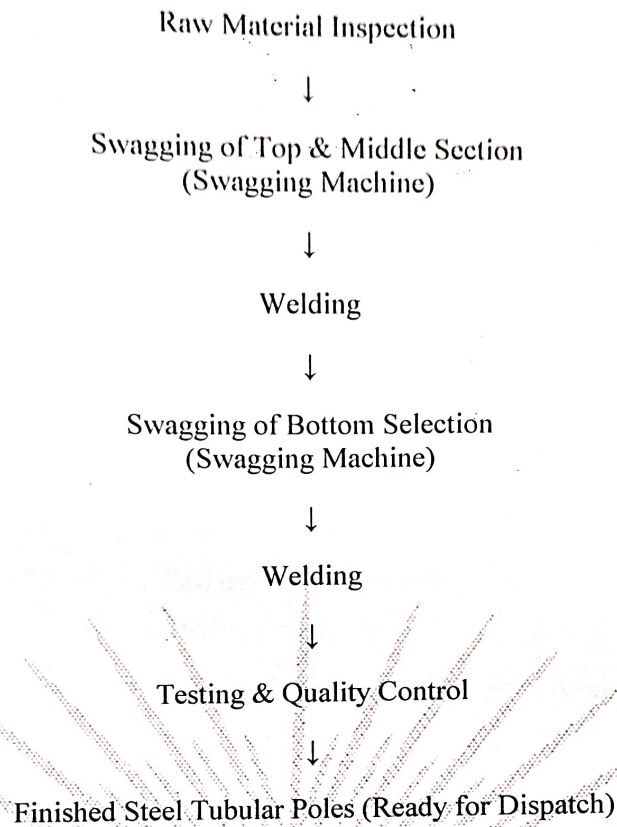 Raw Material Inspection
↓
Swagging of Top & Middle Section
(Swagging Machine)
↓
Welding
↓
Swagging of Bottom Selection
(Swagging Machine)
↓
Welding
↓
Testing & Quality Control
↓
Finished Steel Tubular Poles (Ready for Dispatch)